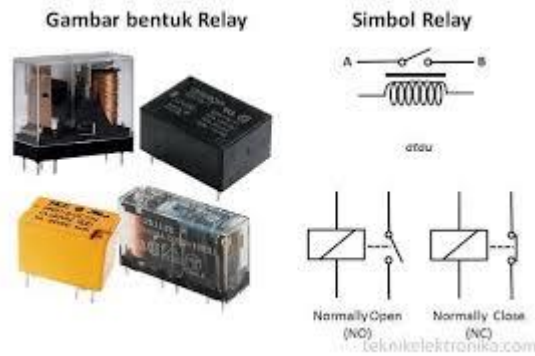 Gambar bentuk Relay
Simbol Relay
A
B
atau
Normally Open
(NO)
Normally Close
(NC)
teknikelektronika.com